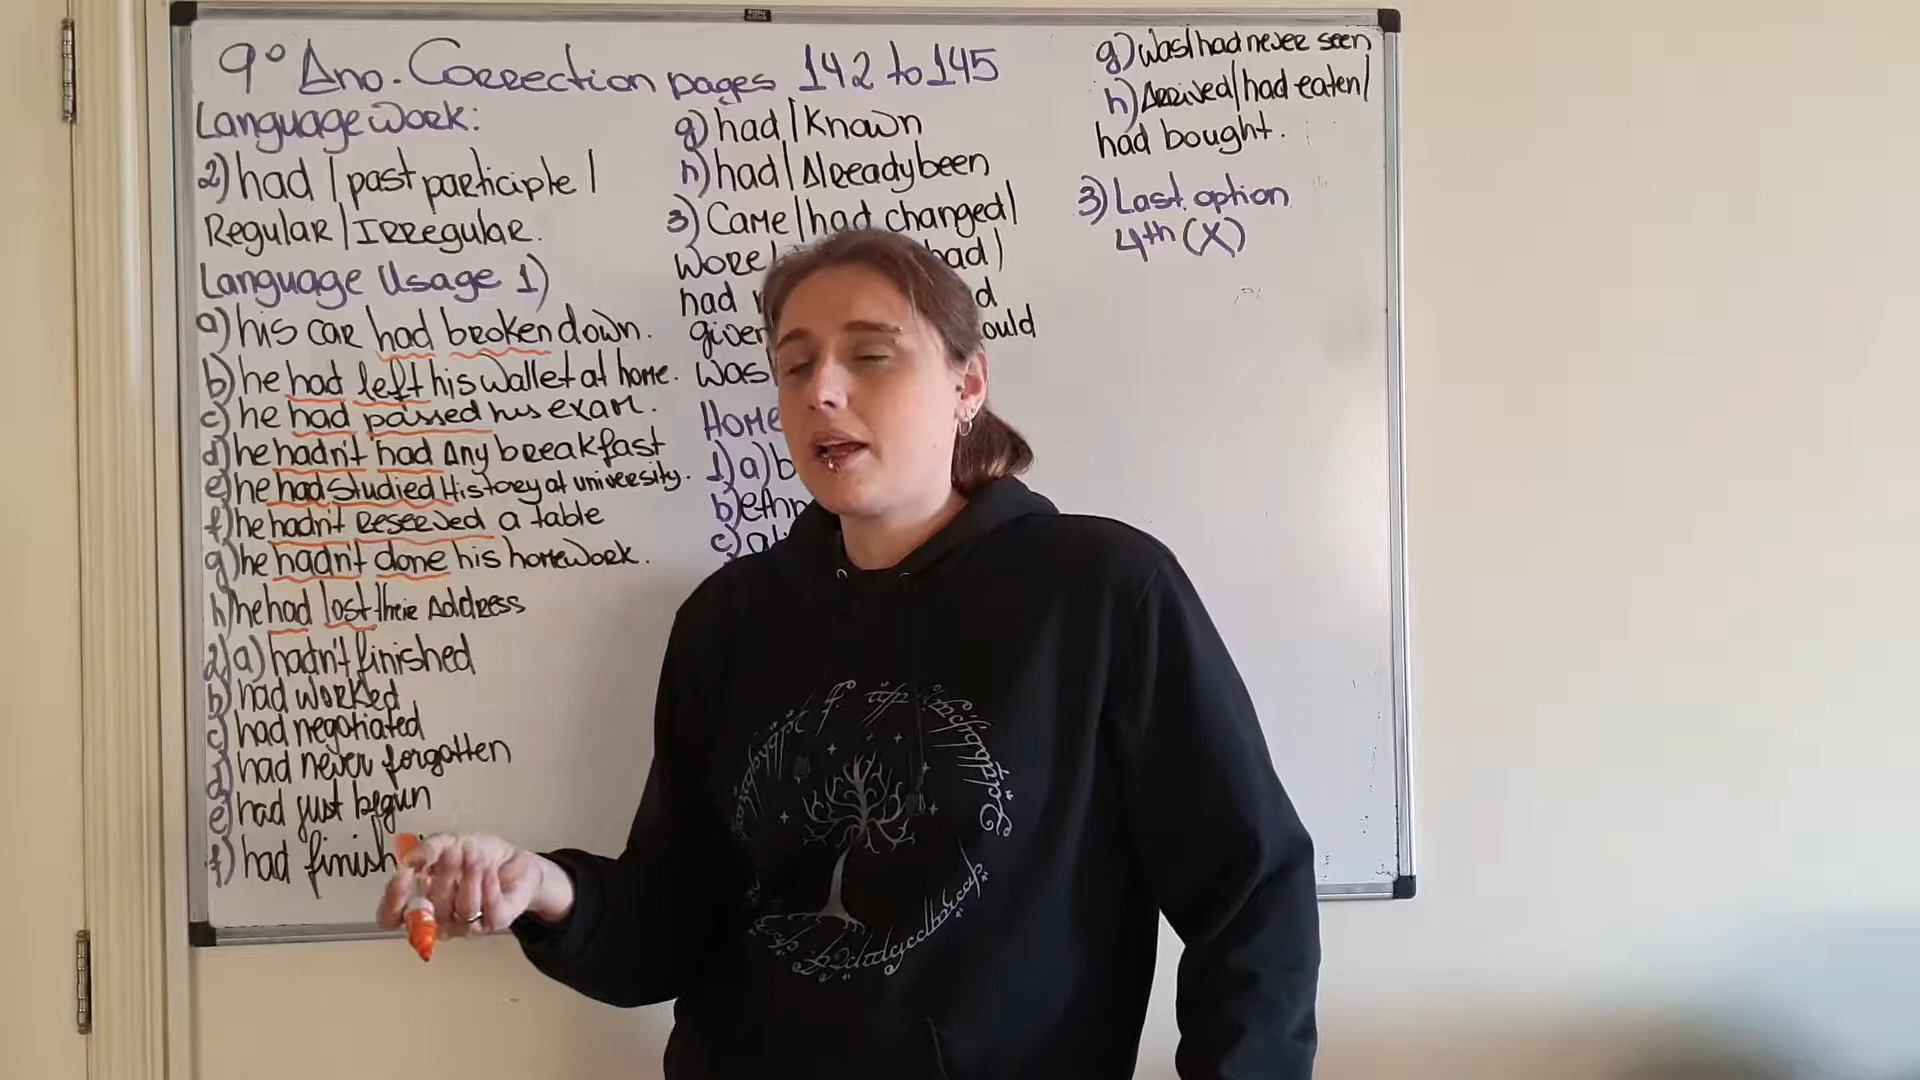 9º Ano. Correction pages 142 to 145
Language Work:
2) had / past participle /
Regular / Irregular.
Language Usage 1)
a) his car had broken down.
b) he had left his wallet at home.
c) he had passed his exam.
d) he hadn't had any breakfast
e) he had studied History at university.
f) he hadn't reserved a table
g) he hadn't done his homework.
h) he had lost their address
2) a) hadn't finished
b) had worked
c) had negotiated
d) had never forgotten
e) had just begun
f) had finish
g) had / known
h) had / already been
3) Came / had changed /
wore had /
had
given ould
was
Home
1) a) b
b) ethn
c)
g) was / had never seen
h) Arrived / had eaten /
had bought.
3) Last option
4th (X)